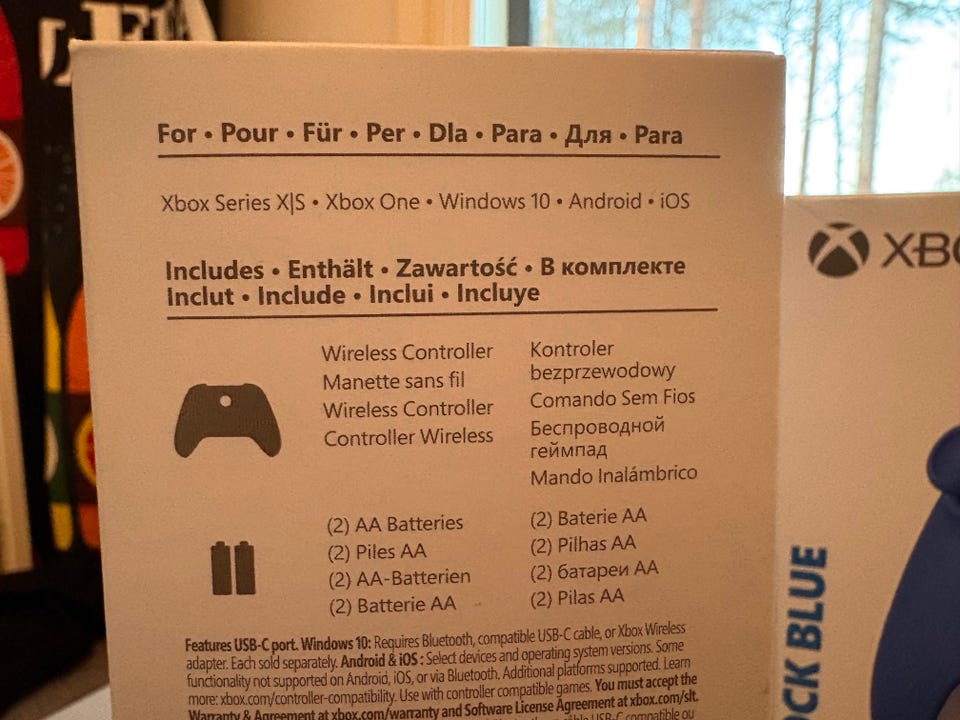 For • Pour • Für • Per • Dla • Para • Для • Para
Xbox Series X|S • Xbox One • Windows 10 • Android • iOS
Includes • Enthält • Zawartość • В комплекте
Inclut • Include • Inclui • Incluye
Wireless Controller
Manette sans fil
Wireless Controller
Controller Wireless
Kontroler
bezprzewodowy
Comando Sem Fios
Беспроводной
геймпад
Mando Inalámbrico
(2) AA Batteries
(2) Piles AA
(2) AA-Batterien
(2) Batterie AA
(2) Baterie AA
(2) Pilhas AA
(2) батареи AA
(2) Pilas AA
Features USB-C port. Windows 10: Requires Bluetooth, compatible USB-C cable, or Xbox Wireless
adapter. Each sold separately. Android & iOS : Select devices and operating system versions. Some
functionality not supported on Android, iOS, or via Bluetooth. Additional platforms supported. Learn
more: xbox.com/controller-compatibility. Use with controller compatible games. You must accept the
Warranty & Agreement at xbox.com/warranty and Software License Agreement at xbox.com/slt.
USB-C compatible ou
XBO
OCK BLUE